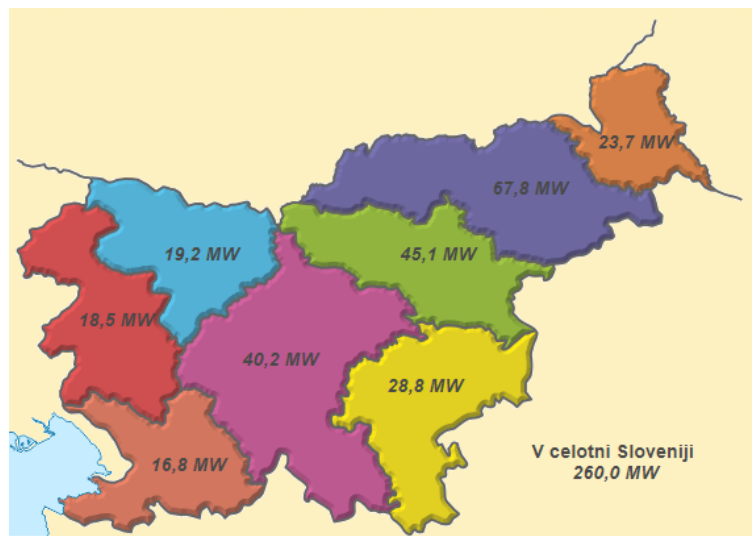 23,7 MW
67,8 MW
19,2 MW
45,1 MW
18,5 MW
40,2 MW
28,8 MW
16,8 MW
V celotni Sloveniji
260,0 MW